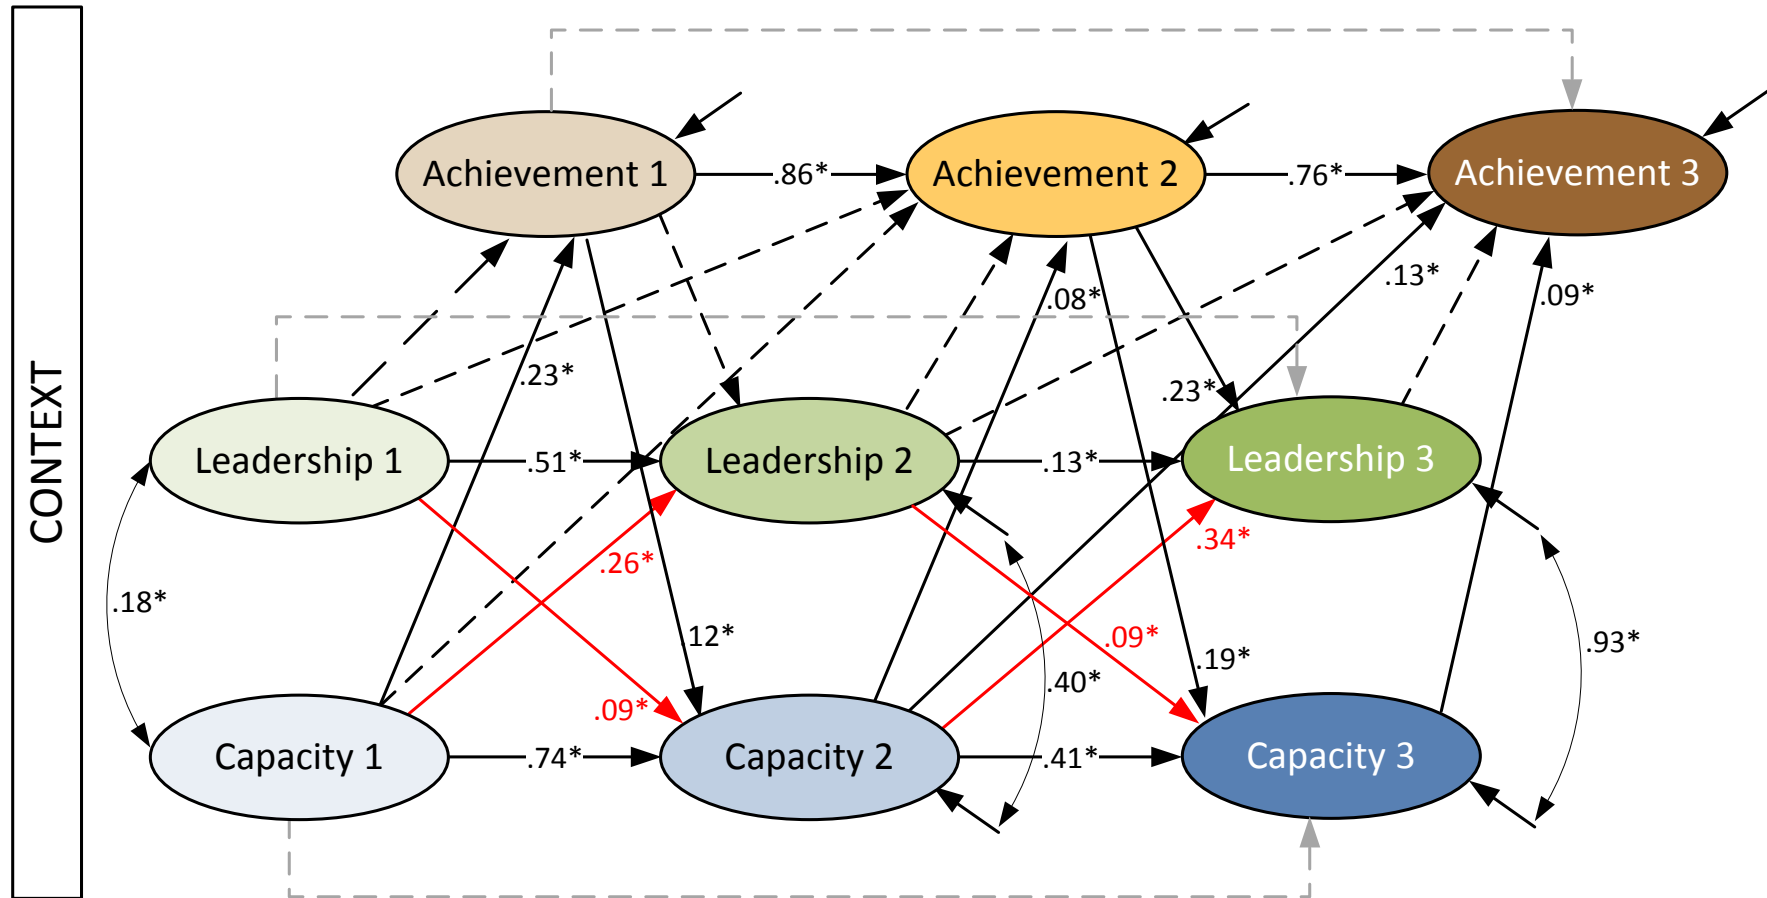 CONTEXT
Achievement 1
.86*
Achievement 2
.76*
Achievement 3
.08*
.13*
.09*
.23*
.23*
Leadership 1
.51*
Leadership 2
.13*
Leadership 3
.26*
.34*
.18*
.12*
.09*
.19*
.93*
.40*
.09*
Capacity 1
.74*
Capacity 2
.41*
Capacity 3